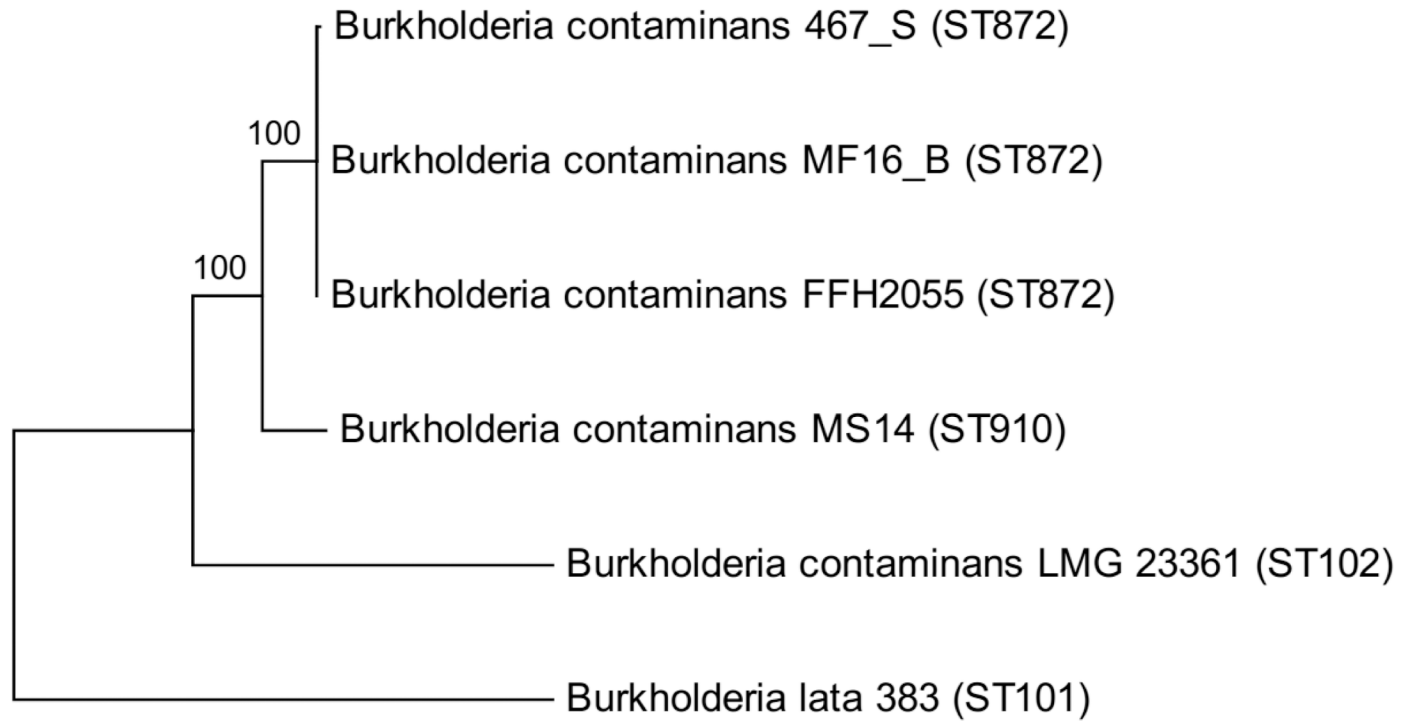 Burkholderia contaminans 467_S (ST872)
100
Burkholderia contaminans MF16_B (ST872)
100
Burkholderia contaminans FFH2055 (ST872)
Burkholderia contaminans MS14 (ST910)
Burkholderia contaminans LMG 23361 (ST102)
Burkholderia lata 383 (ST101)